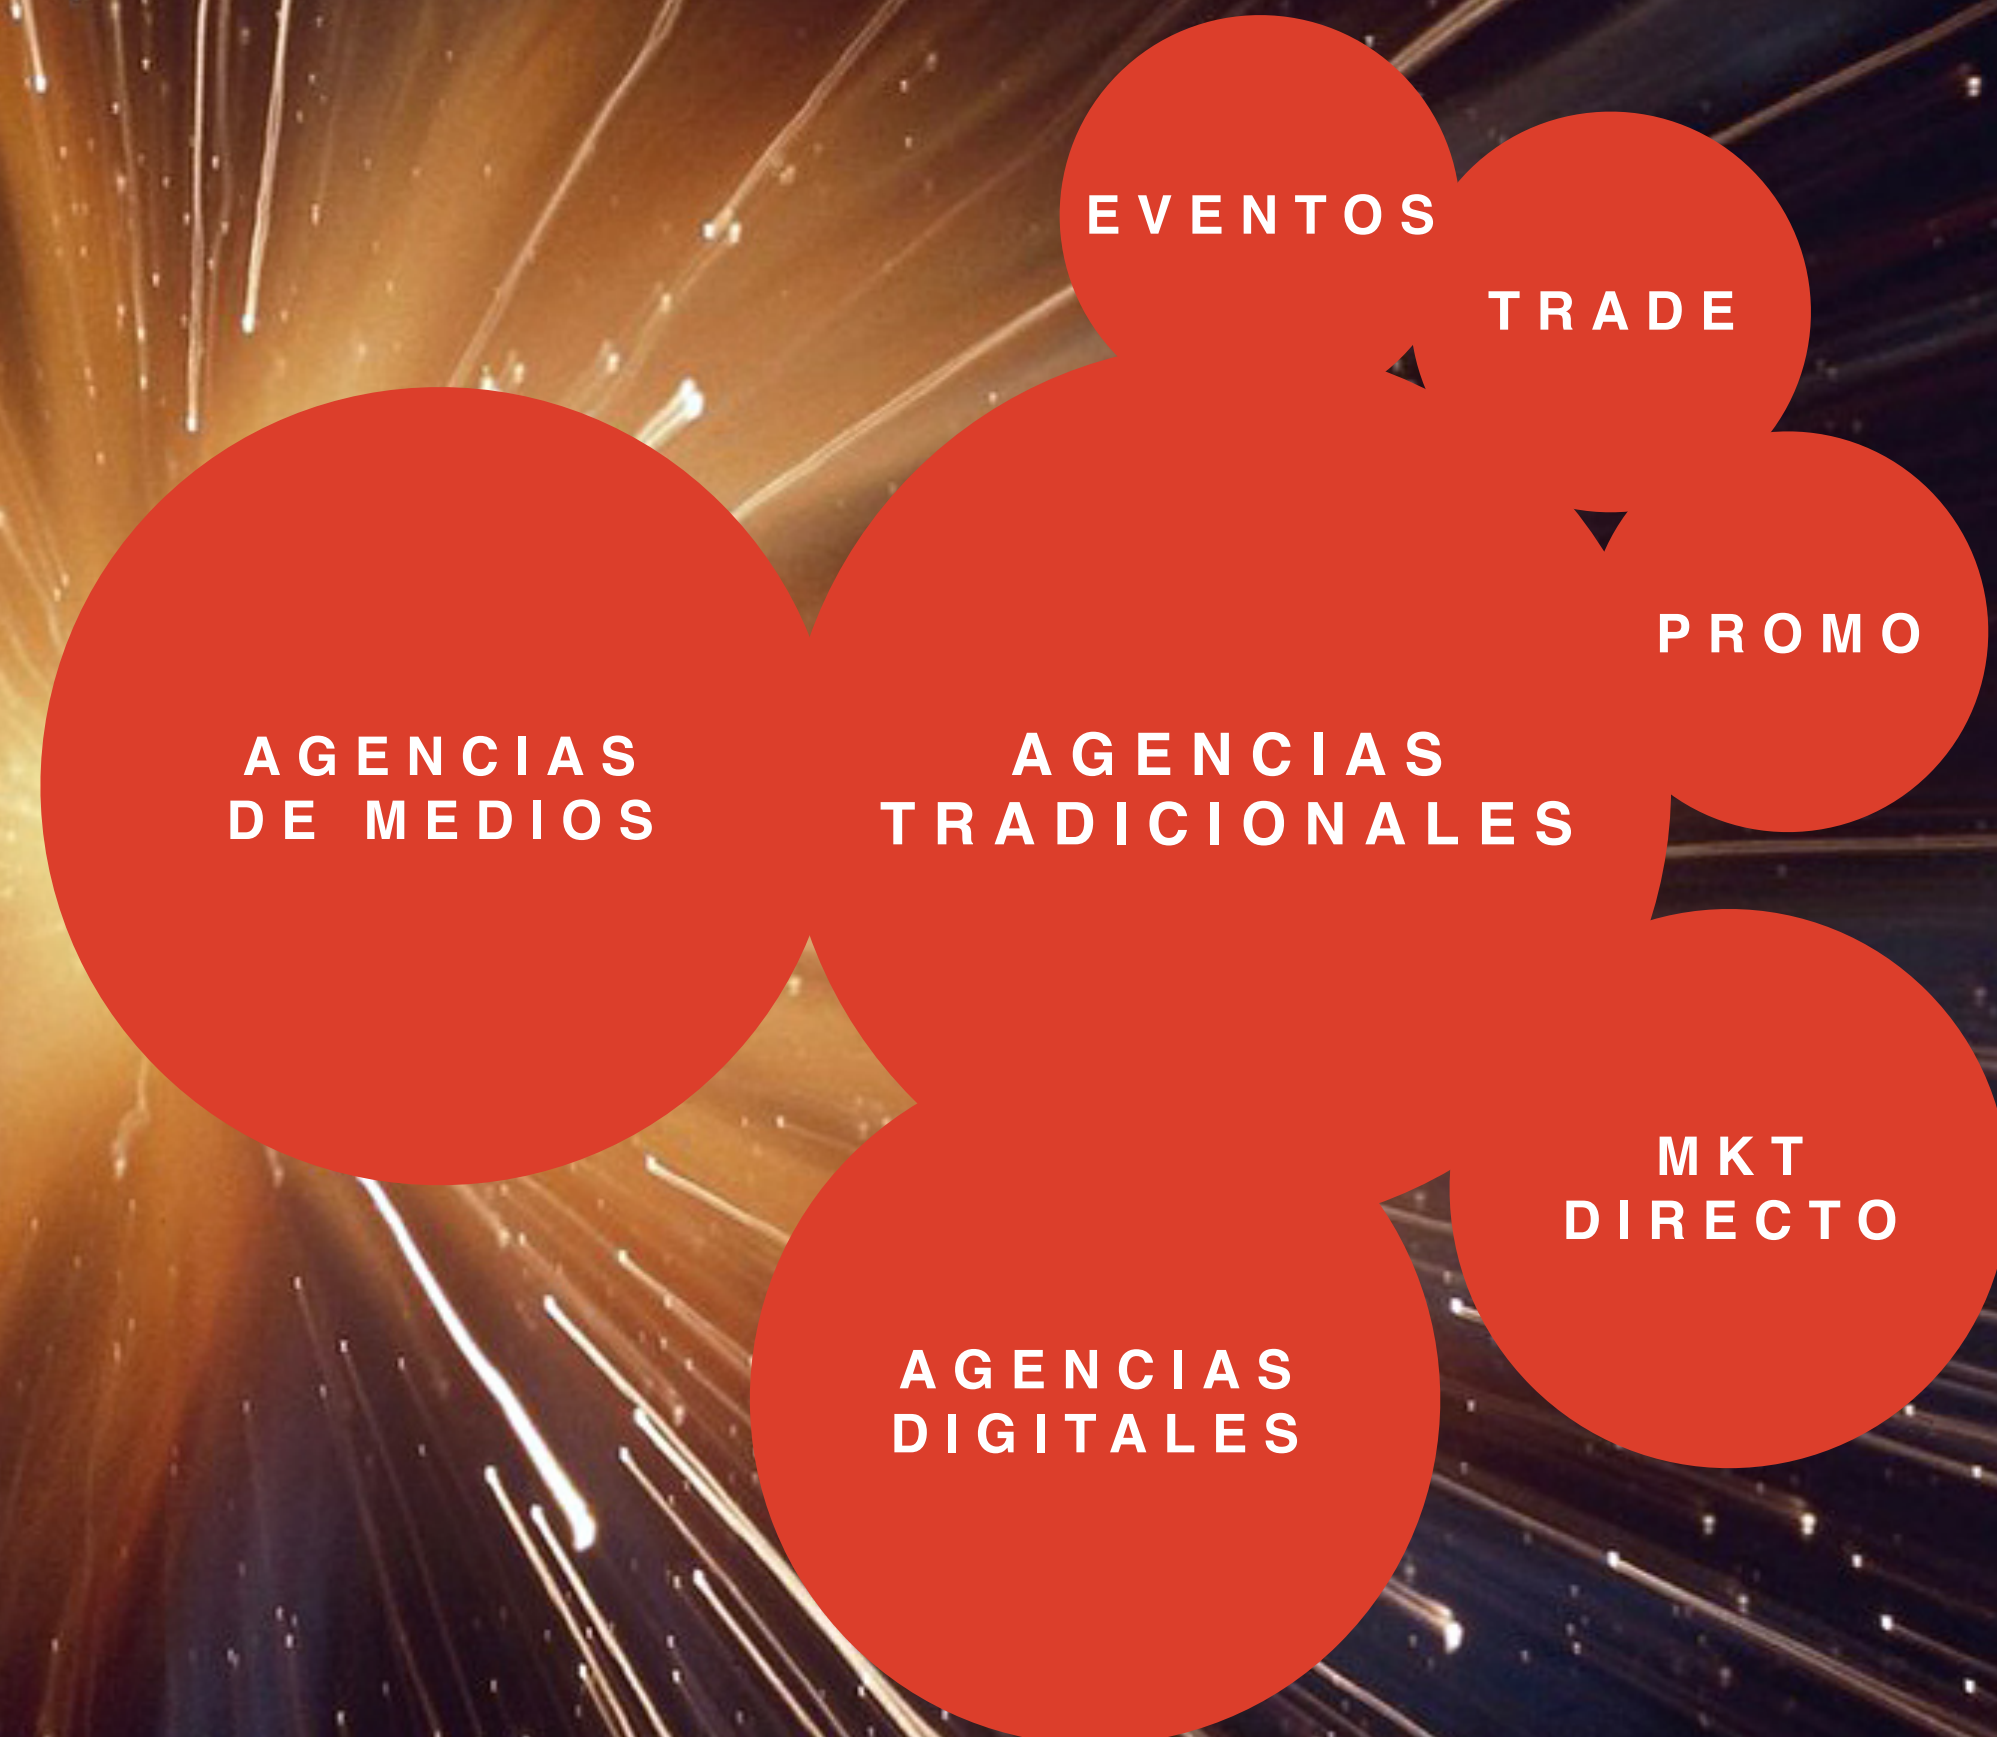 EVENTOS
TRADE
PROMO
AGENCIAS
DE MEDIOS
AGENCIAS
TRADICIONALES
MKT
DIRECTO
AGENCIAS
DIGITALES